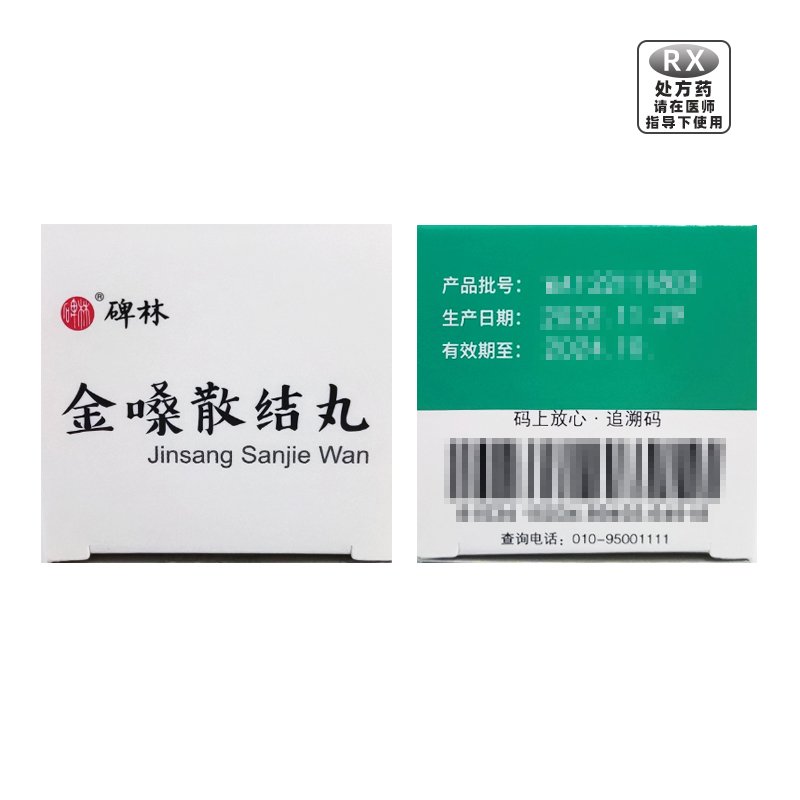 RX
处方药
请在医师
指导下使用
碑林®
碑林
金嗓散结丸
Jinsang Sanjie Wan
产品批号：
生产日期：
有效期至：
码上放心·追溯码
查询电话：010-95001111